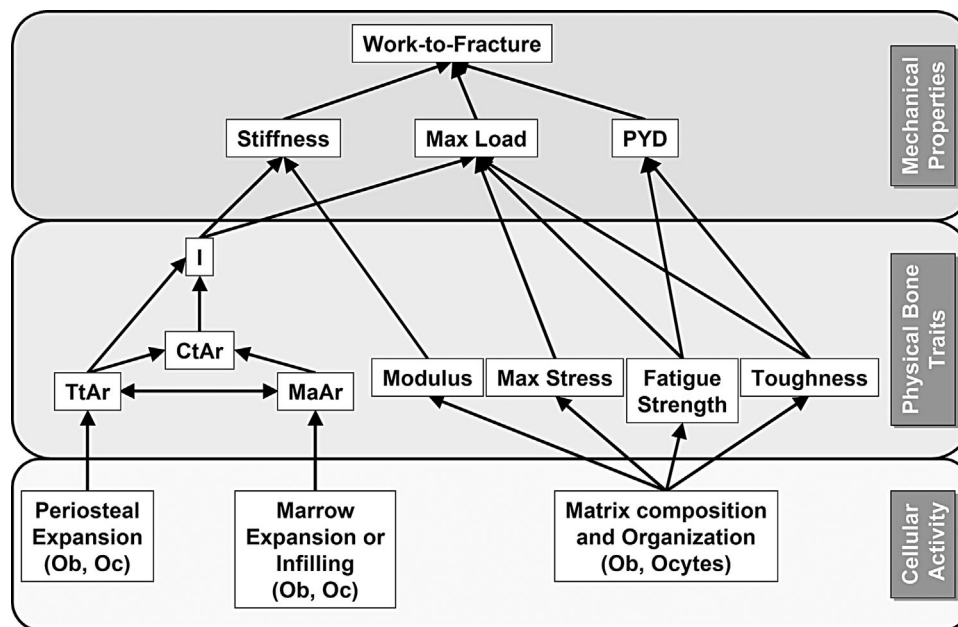 Work-to-Fracture
Stiffness
Max Load
PYD
Mechanical
Properties
I
CtAr
TtAr
MaAr
Modulus
Max Stress
Fatigue
Strength
Toughness
Physical Bone
Traits
Periosteal
Expansion
(Ob, Oc)
Marrow
Expansion or
Infilling
(Ob, Oc)
Matrix composition
and Organization
(Ob, Ocytes)
Cellular
Activity